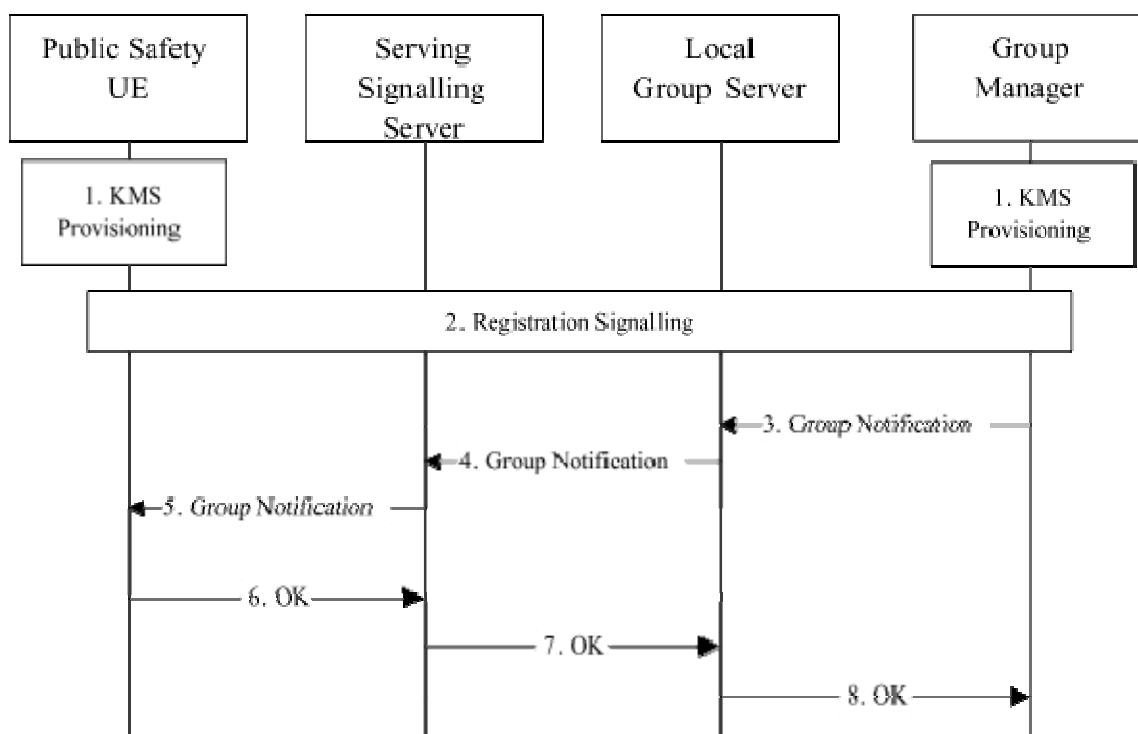 Public Safety
UE
Serving
Signalling
Server
Local
Group Server
Group
Manager
1. KMS
Provisioning
1. KMS
Provisioning
2. Registration Signalling
3. Group Notification
4. Group Notification
5. Group Notification
6. OK
7. OK
8. OK